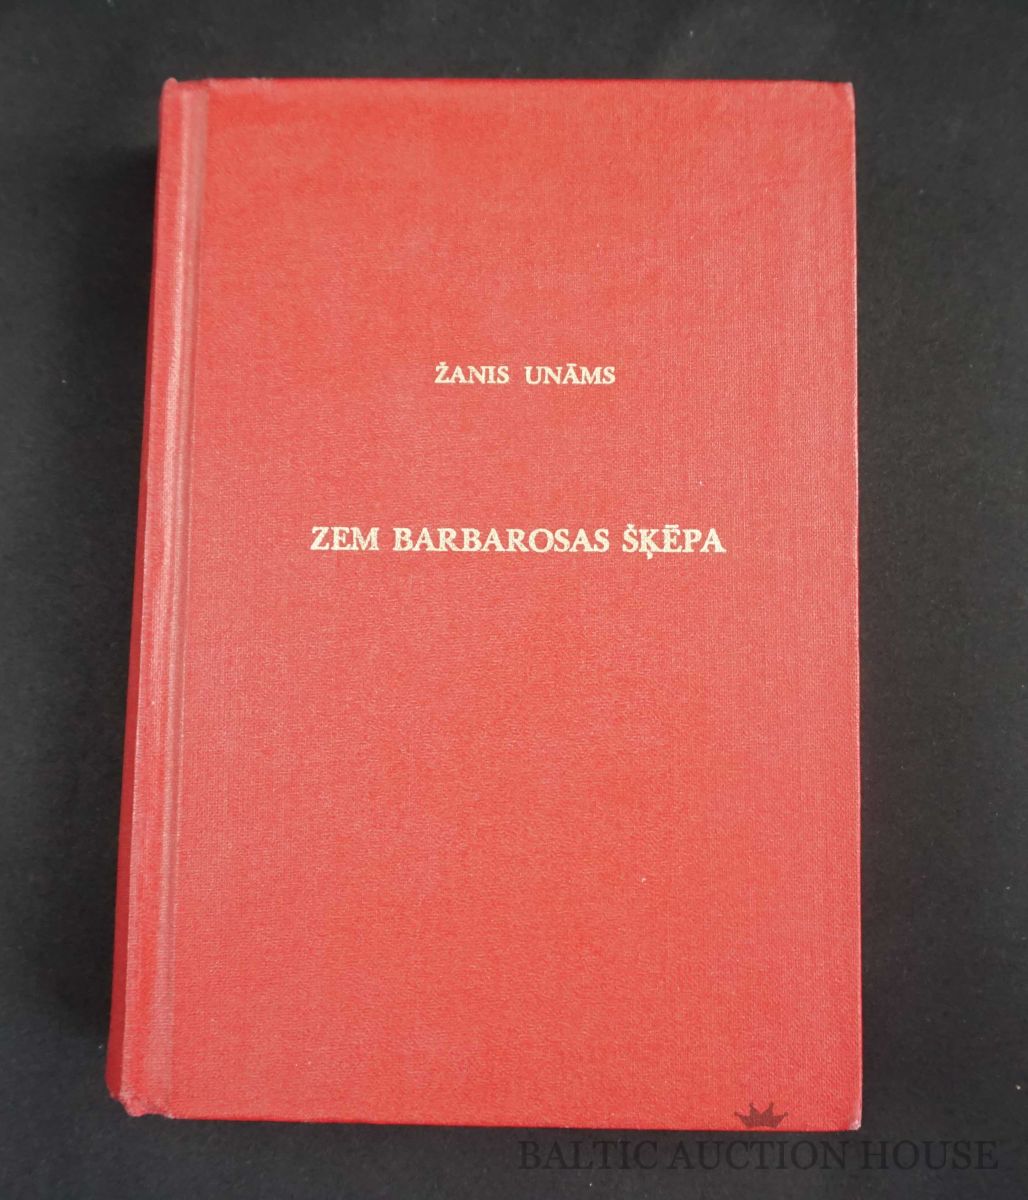 ŽANIS UNĀMS
ZEM BARBAROSAS ŠĶĒPA
BALTIC AUCTION HOUSE